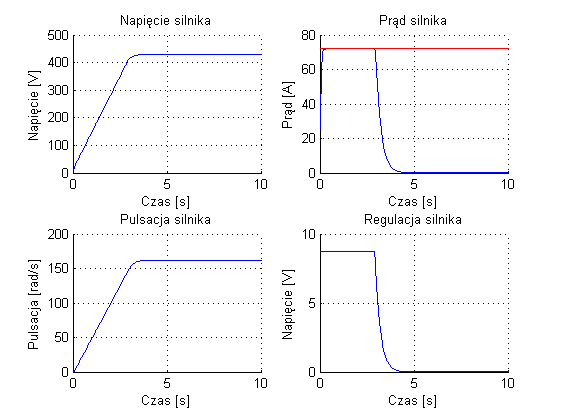 Napięcie silnika
Napięcie [V]
500
400
300
200
100
0
0 5 10
Czas [s]
Prąd silnika
Prąd [A]
80
60
40
20
0
0 5 10
Czas [s]
Pulsacja silnika
Pulsacja [rad/s]
200
150
100
50
0
0 5 10
Czas [s]
Regulacja silnika
Napięcie [V]
10
5
0
0 5 10
Czas [s]